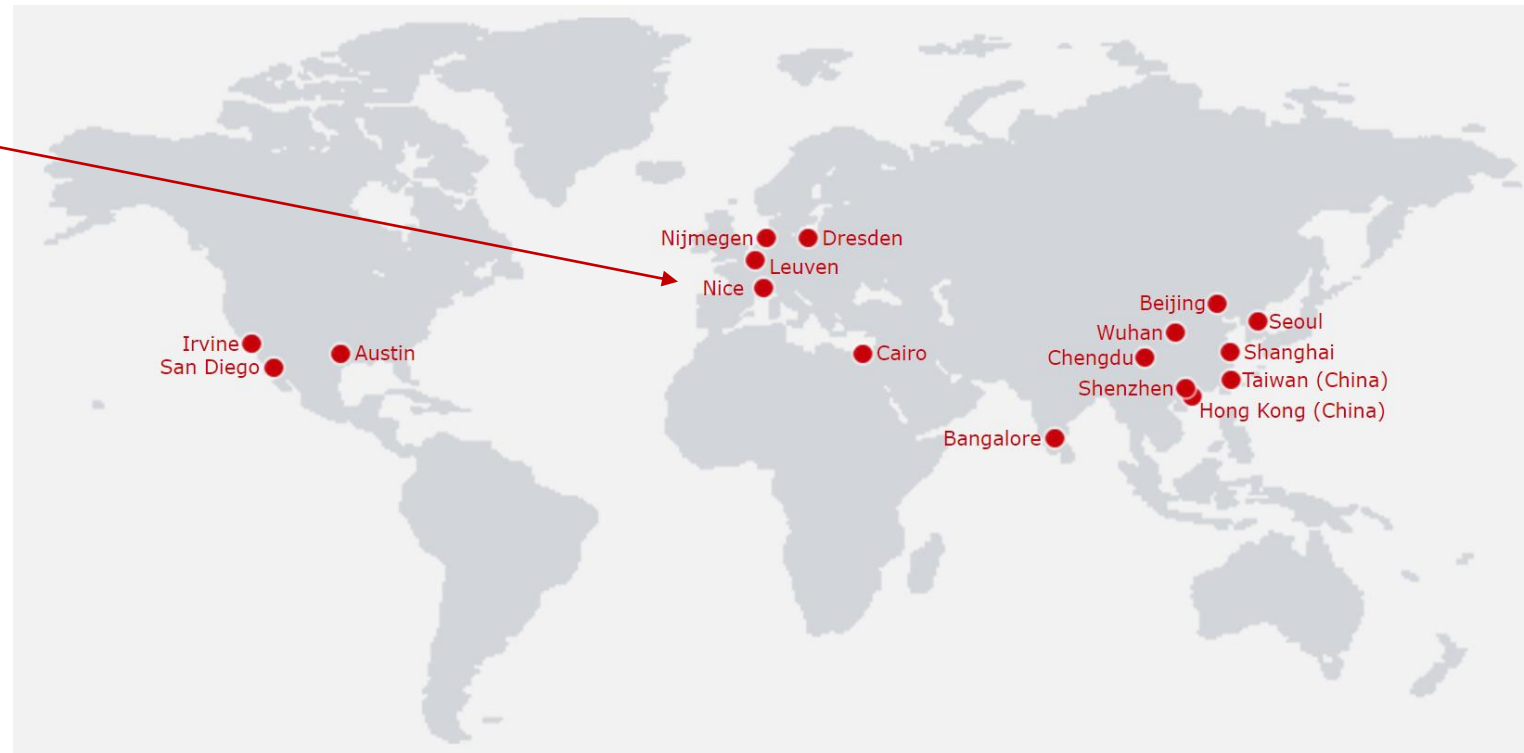 Nijmegen
Dresden
Leuven
Nice
Beijing
Seoul
Wuhan
Irvine
Shanghai
Austin
Cairo
Chengdu
San Diego
Taiwan (China)
Shenzhen
Hong Kong (China)
Bangalore